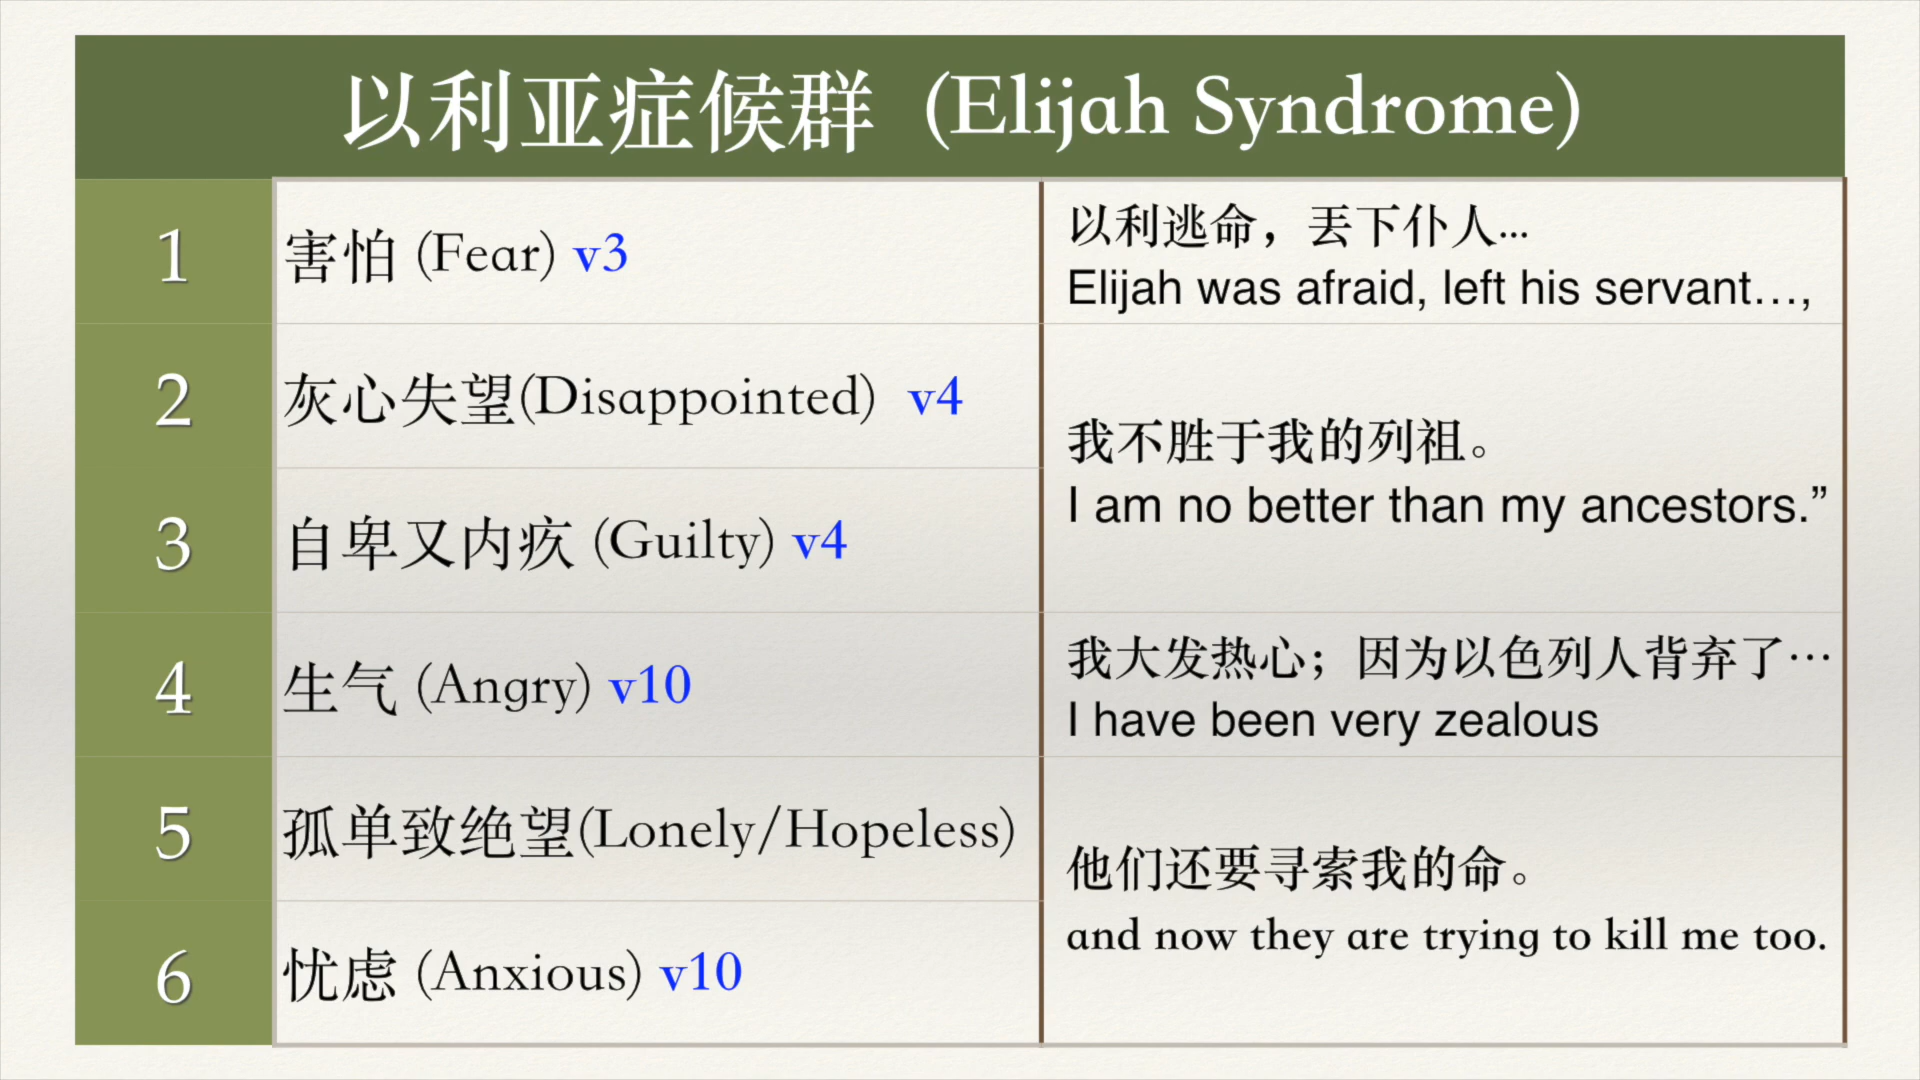 以利亚症候群 (Elijah Syndrome)
1
害怕 (Fear) v3
以利逃命，丢下仆人...
Elijah was afraid, left his servant…,
2
灰心失望(Disappointed) v4
我不胜于我的列祖。
I am no better than my ancestors.”
3
自卑又内疚 (Guilty) v4
4
生气 (Angry) v10
我大发热心；因为以色列人背弃了…
I have been very zealous
5
孤单致绝望(Lonely/Hopeless)
他们还要寻索我的命。
and now they are trying to kill me too.
6
忧虑 (Anxious) v10